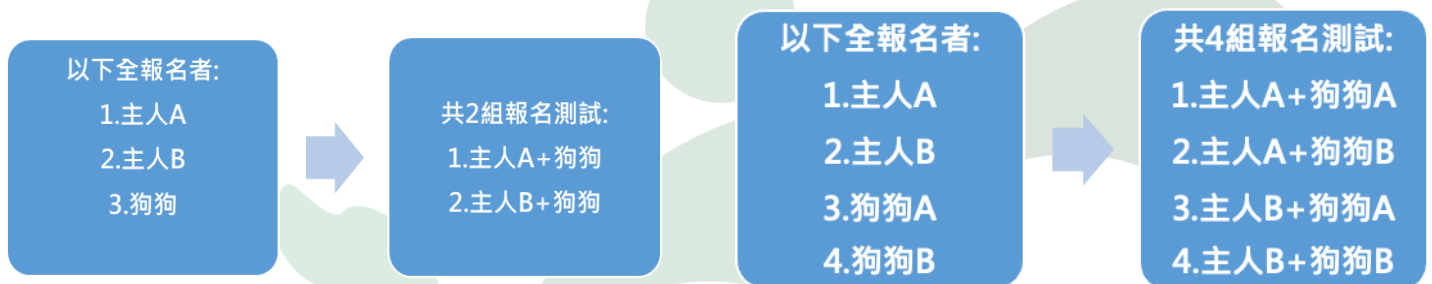 以下全報名者:
1.主人A
2.主人B
3.狗狗
共2組報名測試:
1.主人A+狗狗
2.主人B+狗狗
以下全報名者:
1.主人A
2.主人B
3.狗狗A
4.狗狗B
共4組報名測試:
1.主人A+狗狗A
2.主人A+狗狗B
3.主人B+狗狗A
4.主人B+狗狗B